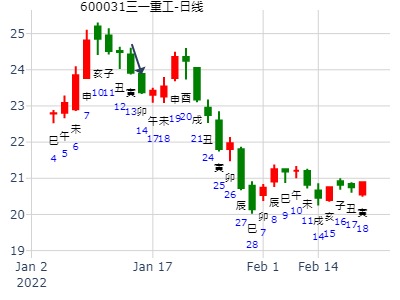 600031三一重工-日线
25
24
23
22
21
20
19
巳
4
午
5
未
6
申
7
亥
10
子
11
丑
12
寅
13
卯
14
午
17
未
18
申
19
酉
20
戌
21
丑
24
寅
25
卯
26
辰
27
巳
28
卯
7
辰
8
巳
9
午
10
未
11
戌
14
亥
15
子
16
丑
17
寅
18
Jan 2
2022
Jan 17
Feb 1
Feb 14